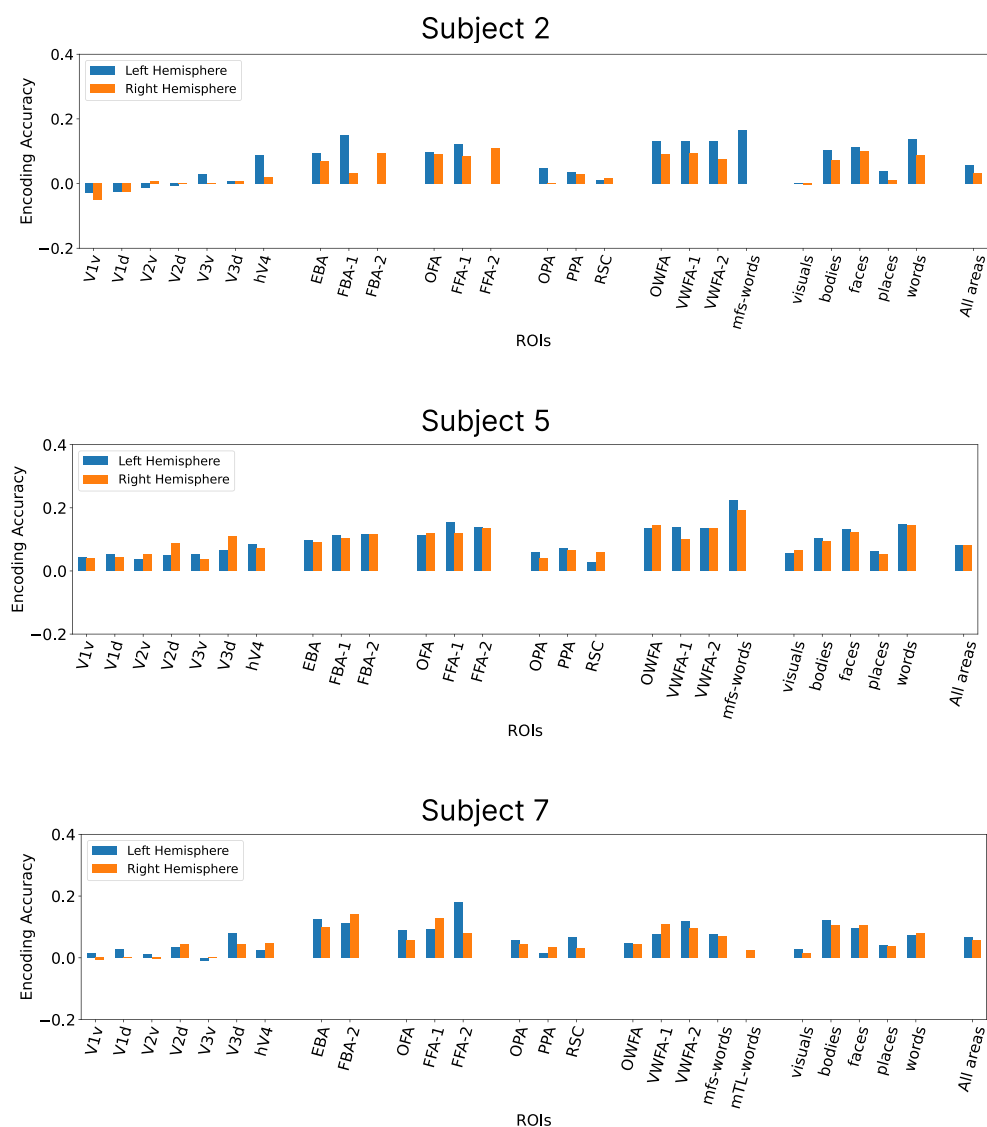 Subject 2
0.4
Left Hemisphere
Right Hemisphere
0.2
0.0
−0.2
Encoding Accuracy
V1v V1d V2v V2d V3v V3d hV4 EBA FBA-1 FBA-2 OFA FFA-1 FFA-2 OPA PPA RSC OWFA VWFA-1 VWFA-2 mfs-words visuals bodies faces places words All areas
ROIs
Subject 5
0.4
Left Hemisphere
Right Hemisphere
0.2
0.0
−0.2
Encoding Accuracy
V1v V1d V2v V2d V3v V3d hV4 EBA FBA-1 FBA-2 OFA FFA-1 FFA-2 OPA PPA RSC OWFA VWFA-1 VWFA-2 mfs-words visuals bodies faces places words All areas
ROIs
Subject 7
0.4
Left Hemisphere
Right Hemisphere
0.2
0.0
−0.2
Encoding Accuracy
V1v V1d V2v V2d V3v V3d hV4 EBA FBA-2 OFA FFA-1 FFA-2 OPA PPA RSC OWFA VWFA-1 VWFA-2 mfs-words mTL-words visuals bodies faces places words All areas
ROIs